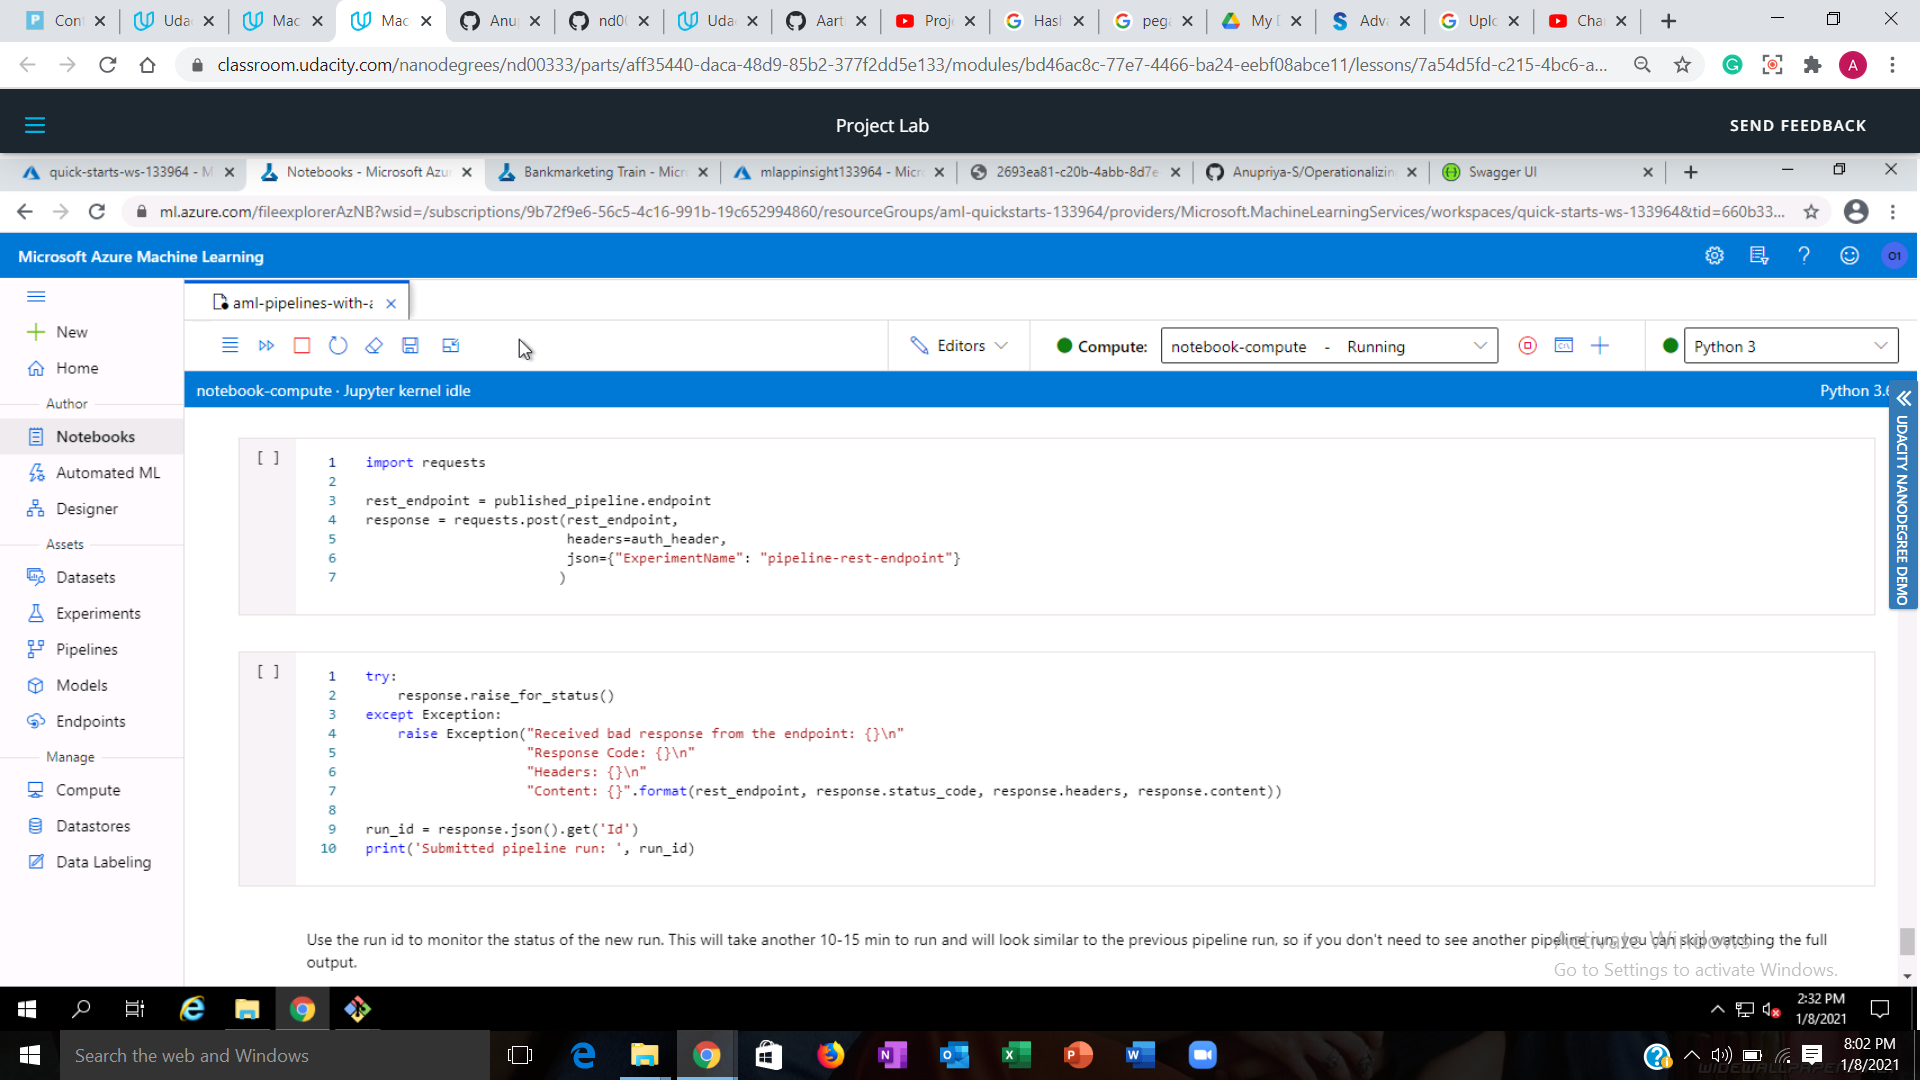 Con Uda Mac Mac Anu nd0 Uda Aart Proj Hash peg My Adv Uplo Cha
classroom.udacity.com/nanodegrees/nd00333/parts/aff35440-daca-48d9-85b2-377f2dd5e133/modules/bd46ac8c-77e7-4466-ba24-eebf08abce11/lessons/7a54d5fd-c215-4bc6-a... A
Project Lab
SEND FEEDBACK
quick-starts-ws-133964 - M Notebooks - Microsoft Azur Bankmarketing Train - Micr mlappinsight133964 - Micr 2693ea81-c20b-4abb-8d7e Anupriya-S/Operationalizin Swagger UI
ml.azure.com/fileexplorerAzNB?wsid=/subscriptions/9b72f9e6-56c5-4c16-991b-19c652994860/resourceGroups/aml-quickstarts-133964/providers/Microsoft.MachineLearningServices/workspaces/quick-starts-ws-133964&tid=660b33...
Microsoft Azure Machine Learning
O1
New
Home
Author
Notebooks
Automated ML
Designer
Assets
Datasets
Experiments
Pipelines
Models
Endpoints
Manage
Compute
Datastores
Data Labeling
aml-pipelines-with-a
Editors
Compute: notebook-compute - Running
Python 3
notebook-compute · Jupyter kernel idle
Python 3.6
UDACITY NANODEGREE DEMO
[ ]
1 import requests
2
3 rest_endpoint = published_pipeline.endpoint
4 response = requests.post(rest_endpoint,
5 headers=auth_header,
6 json={"ExperimentName": "pipeline-rest-endpoint"}
7 )
[ ]
1 try:
2 response.raise_for_status()
3 except Exception:
4 raise Exception("Received bad response from the endpoint: {}\n"
5 "Response Code: {}\n"
6 "Headers: {}\n"
7 "Content: {}".format(rest_endpoint, response.status_code, response.headers, response.content))
8
9 run_id = response.json().get('Id')
10 print('Submitted pipeline run: ', run_id)
Use the run id to monitor the status of the new run. This will take another 10-15 min to run and will look similar to the previous pipeline run, so if you don't need to see another pipeline run, you can skip watching the full
output.
Activate Windows
Go to Settings to activate Windows.
2:32 PM
1/8/2021
Search the web and Windows
8:02 PM
1/8/2021